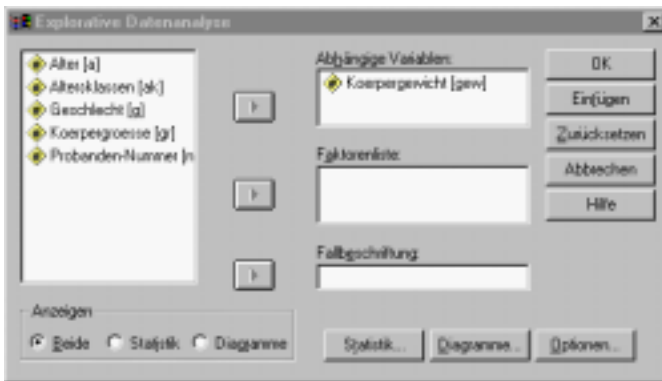 Explorative Datenanalyse
Alter [a]
Altersklassen [ak]
Geschlecht [g]
Koerpergroesse [gr]
Probanden-Nummer [n
Abhängige Variablen:
Koerpergewicht [gew]
Faktorenliste:
Fallbeschriftung:
OK
Einfügen
Zurücksetzen
Abbrechen
Hilfe
Anzeigen
Beide Statistik Diagramme
Statistik... Diagramme... Optionen...